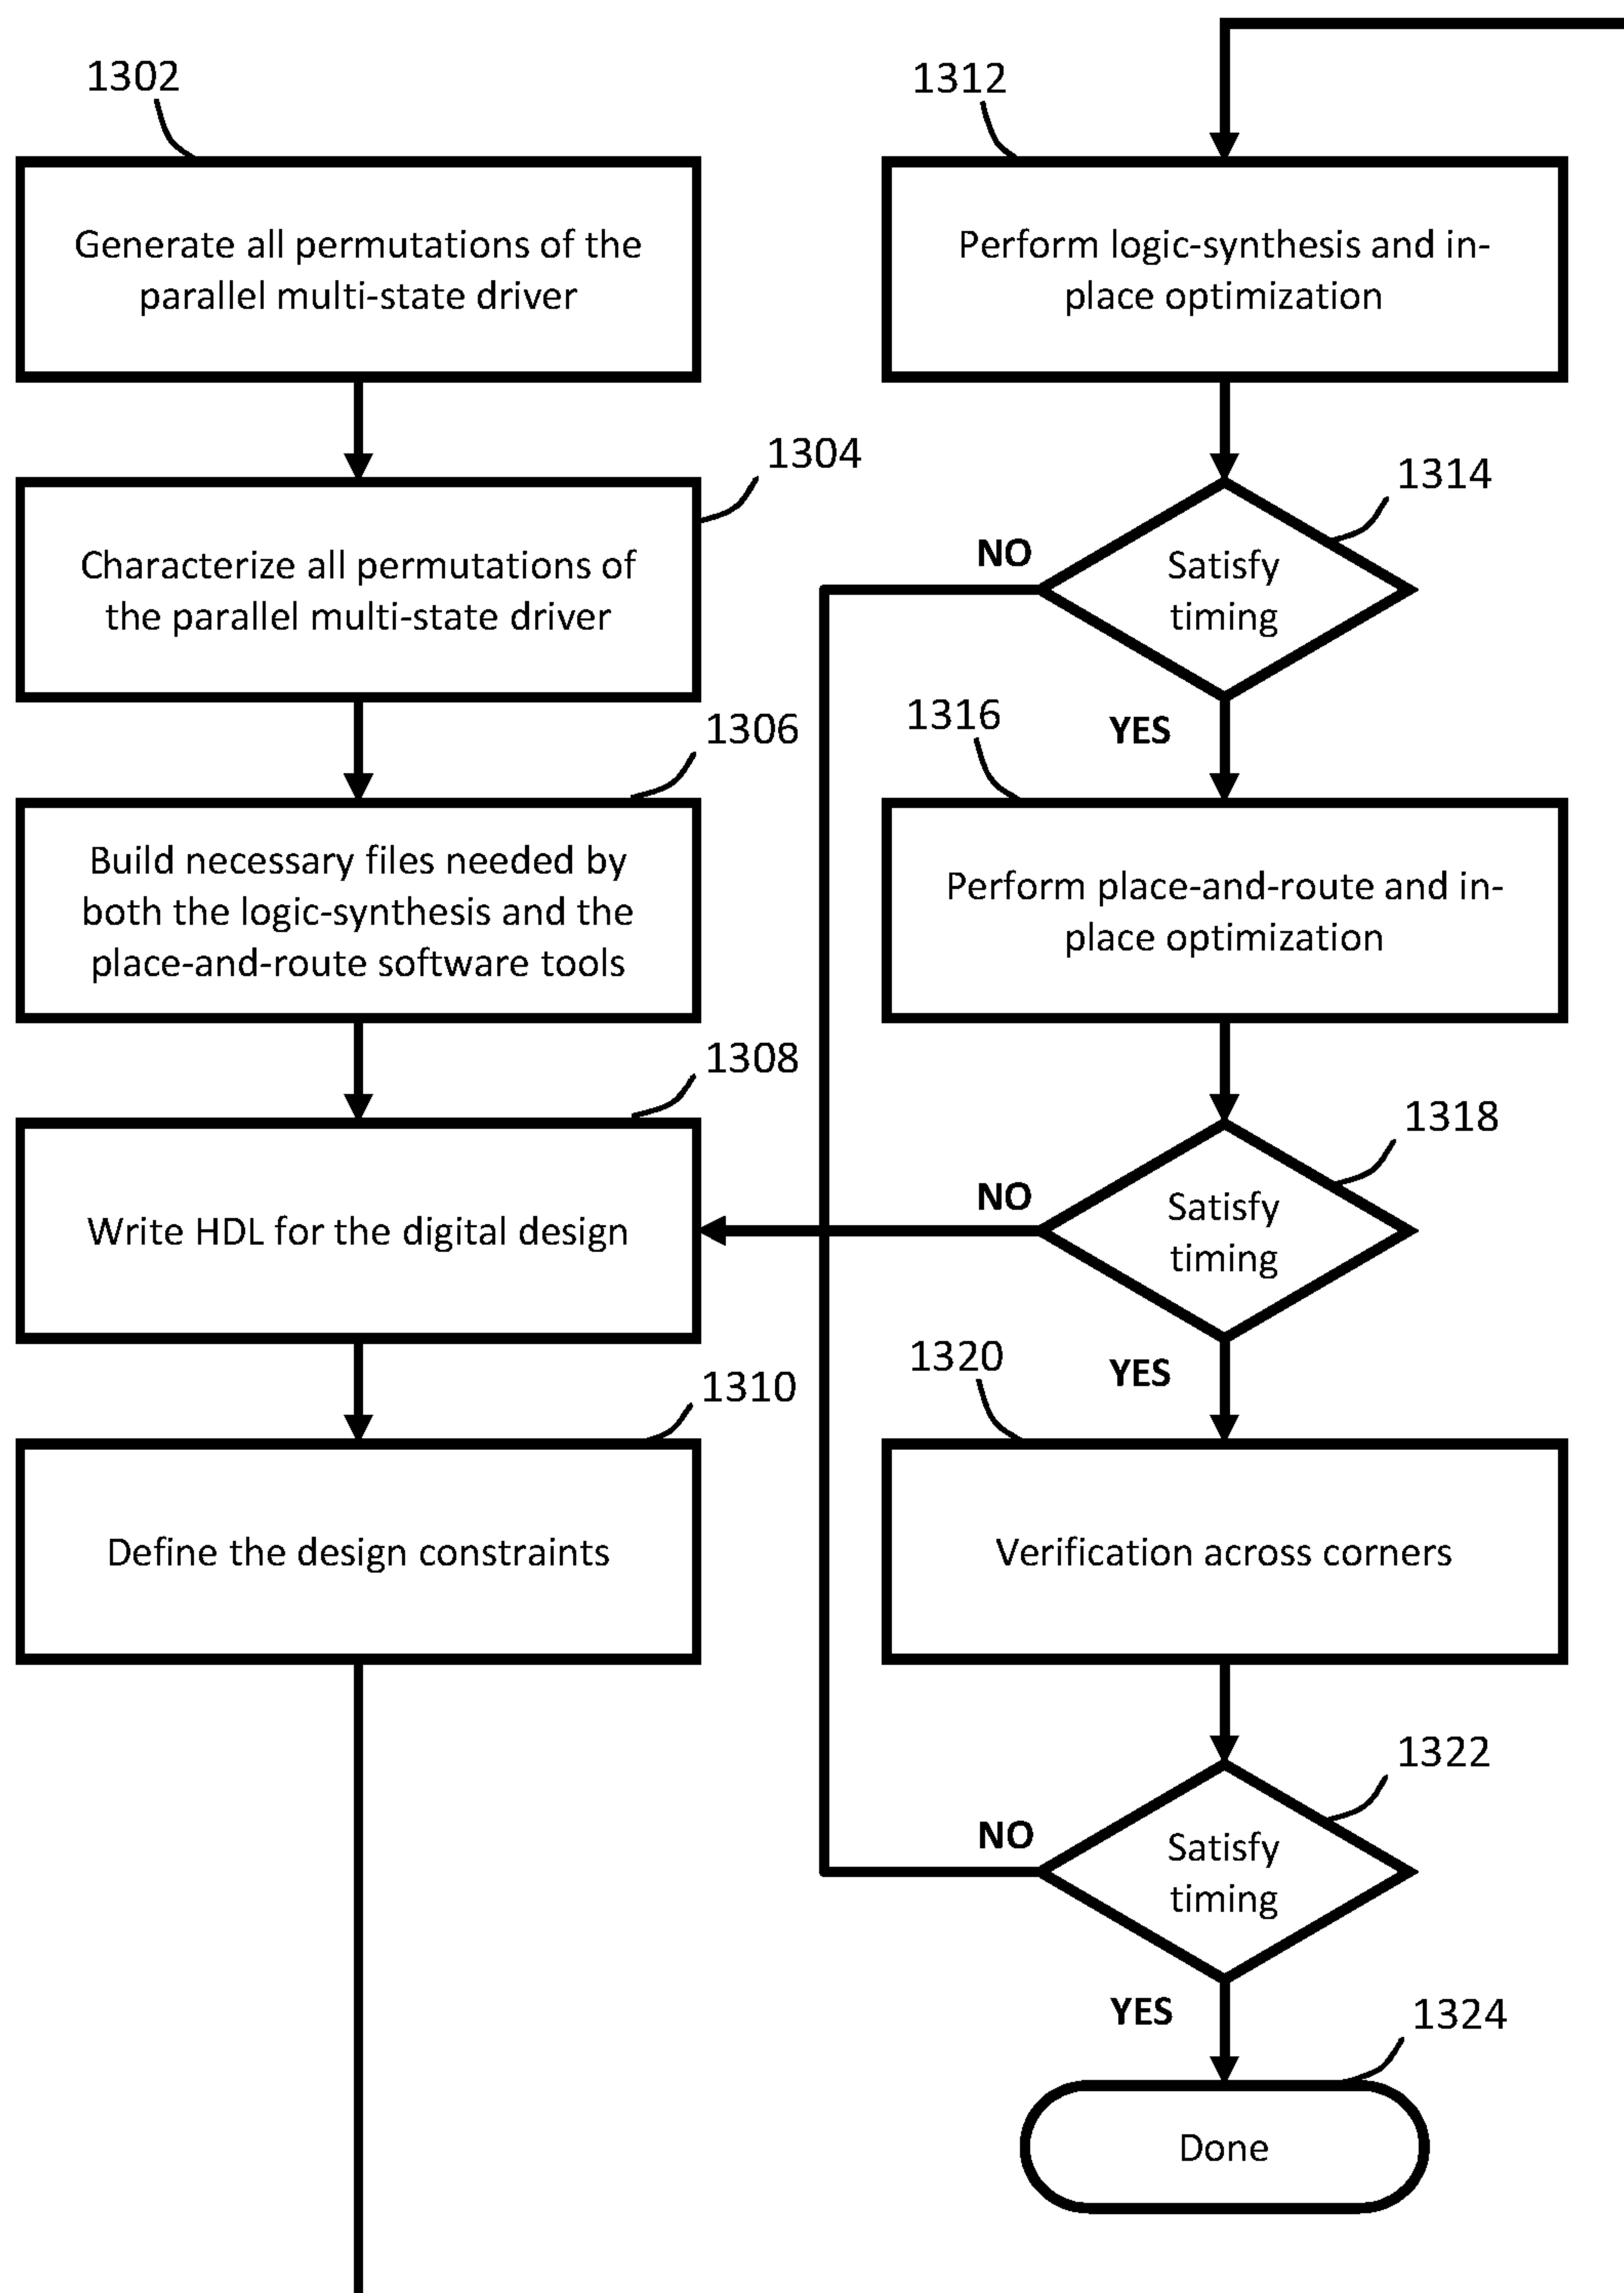 1302
Generate all permutations of the
parallel multi-state driver
1304
Characterize all permutations of
the parallel multi-state driver
1306
Build necessary files needed by
both the logic-synthesis and the
place-and-route software tools
1308
Write HDL for the digital design
1310
Define the design constraints
1312
Perform logic-synthesis and in-
place optimization
1314
NO
Satisfy
timing
YES
1316
Perform place-and-route and in-
place optimization
1318
NO
Satisfy
timing
YES
1320
Verification across corners
1322
NO
Satisfy
timing
YES
1324
Done